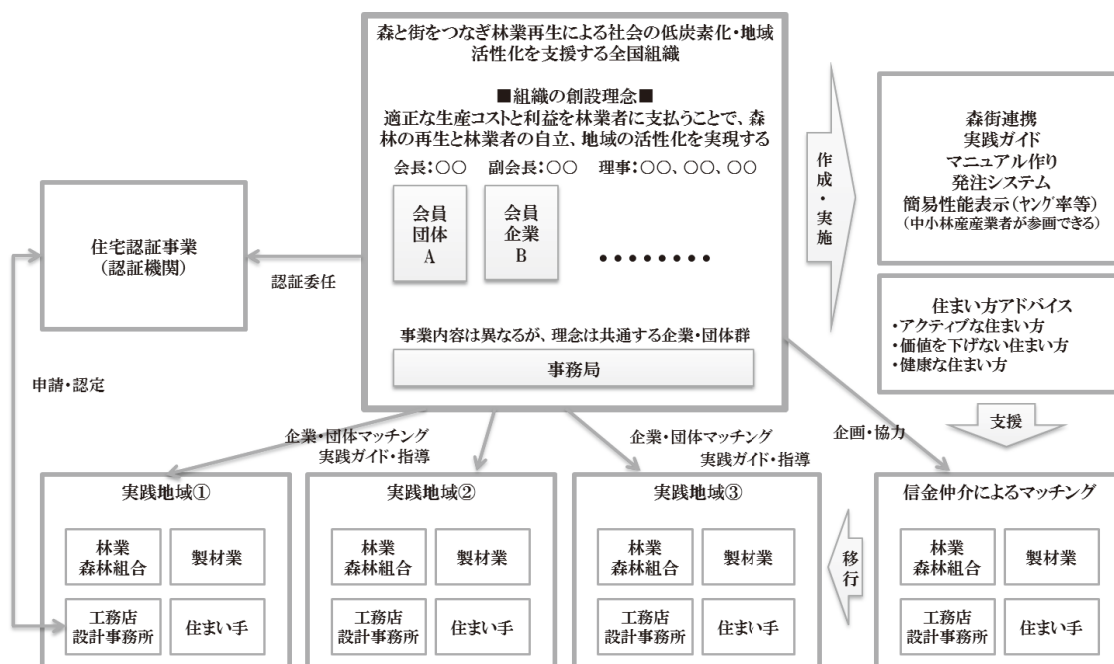 森と街をつなぎ林業再生による社会の低炭素化・地域
活性化を支援する全国組織
■組織の創設理念■
適正な生産コストと利益を林業者に支払うことで、森
林の再生と林業者の自立、地域の活性化を実現する
会長：〇〇　副会長：〇〇　理事：〇〇、〇〇、〇〇
会員
団体
A
会員
企業
B
・・・・・・・・
事業内容は異なるが、理念は共通する企業・団体群
事務局
作成・実施
森街連携
実践ガイド
マニュアル作り
発注システム
簡易性能表示（ヤング率等）
（中小林産産業者が参画できる）
住宅認証事業
（認証機関）
認証委任
住まい方アドバイス
・アクティブな住まい方
・価値を下げない住まい方
・健康な住まい方
申請・認定
支援
企業・団体マッチング
実践ガイド・指導
企業・団体マッチング
実践ガイド・指導
企画・協力
実践地域①
林業
森林組合
製材業
工務店
設計事務所
住まい手
実践地域②
林業
森林組合
製材業
工務店
設計事務所
住まい手
実践地域③
林業
森林組合
製材業
工務店
設計事務所
住まい手
移行
信金仲介によるマッチング
林業
森林組合
製材業
工務店
設計事務所
住まい手